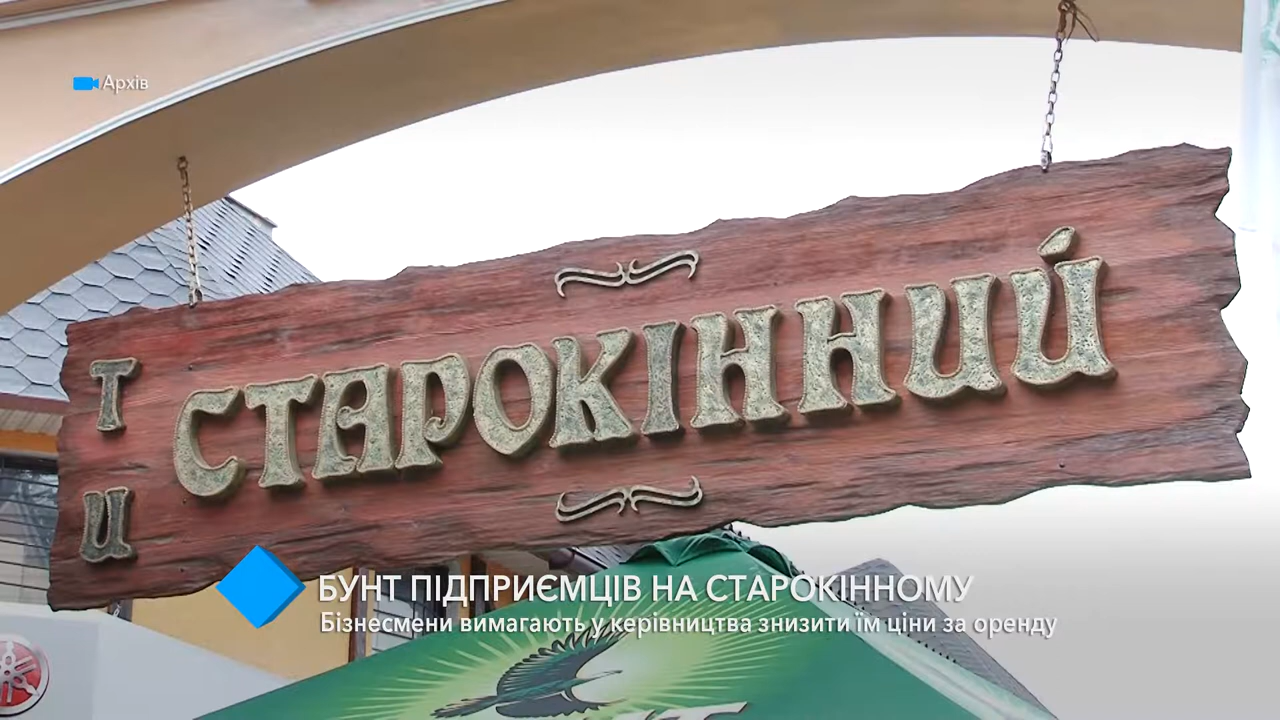 Архів
Т
Ц
СТАРОКІННИЙ
БУНТ ПІДПРИЄМЦІВ НА СТАРОКІННОМУ
Бізнесмени вимагають у керівництва знизити їм ціни за оренду